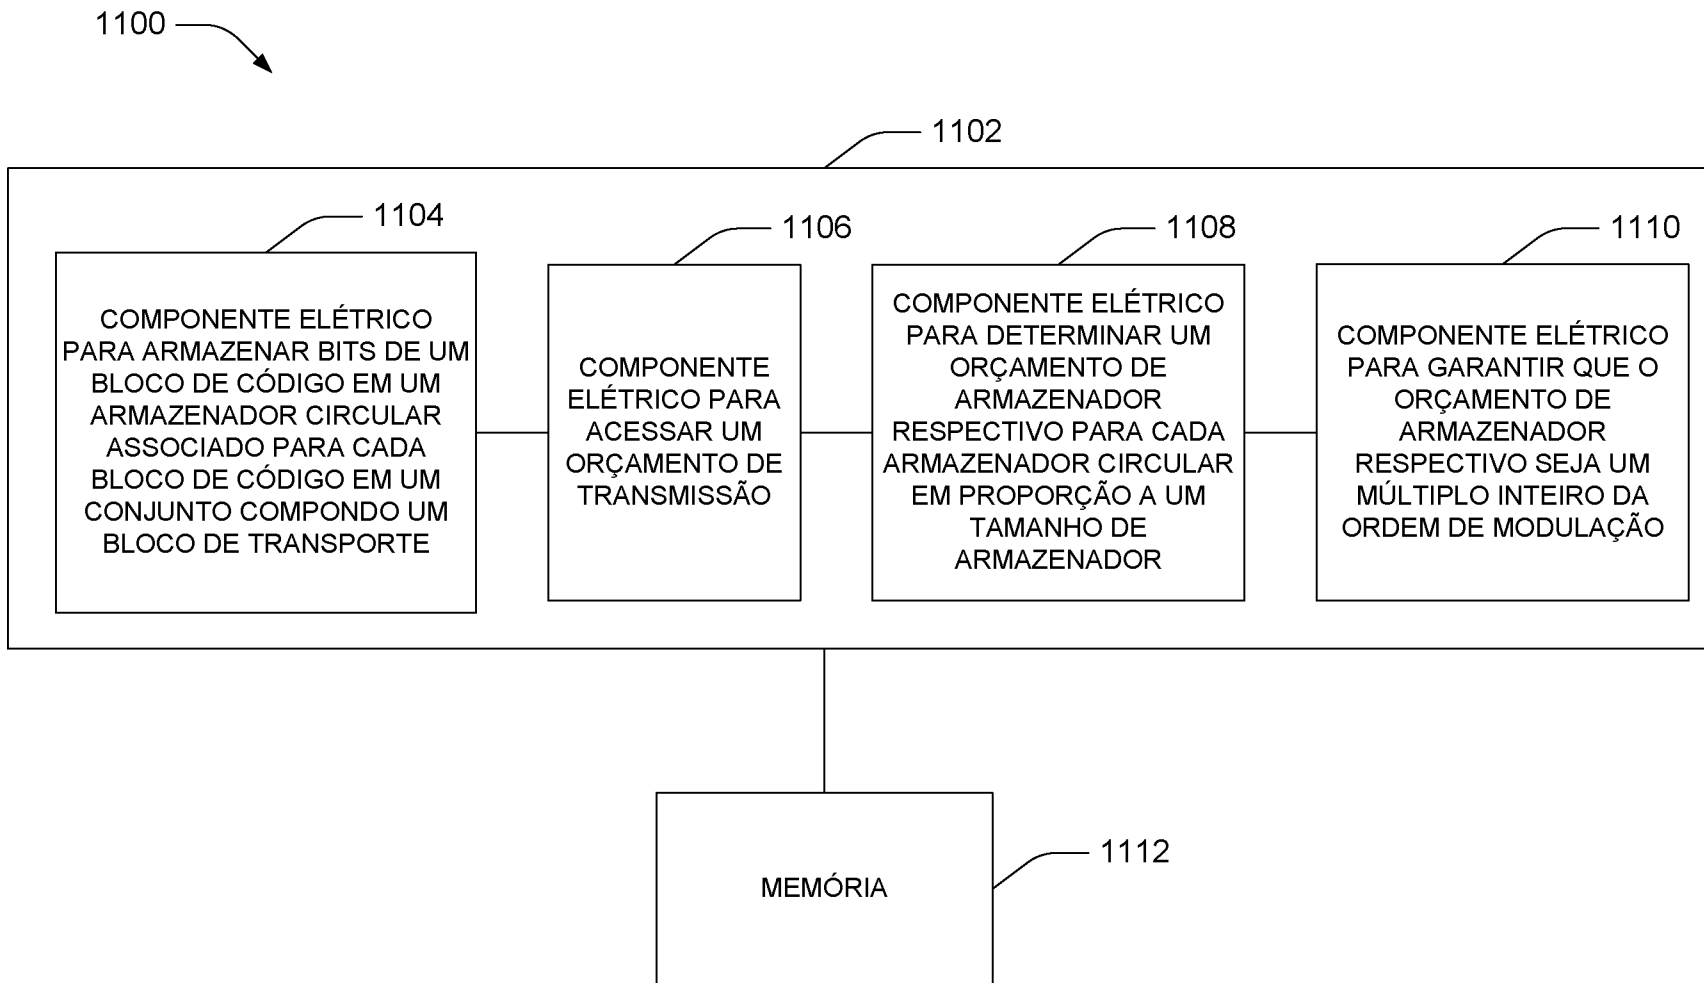 1100
1102
1104
COMPONENTE ELÉTRICO
PARA ARMAZENAR BITS DE UM
BLOCO DE CÓDIGO EM UM
ARMAZENADOR CIRCULAR
ASSOCIADO PARA CADA
BLOCO DE CÓDIGO EM UM
CONJUNTO COMPONDO UM
BLOCO DE TRANSPORTE
1106
COMPONENTE
ELÉTRICO PARA
ACESSAR UM
ORÇAMENTO DE
TRANSMISSÃO
1108
COMPONENTE ELÉTRICO
PARA DETERMINAR UM
ORÇAMENTO DE
ARMAZENADOR
RESPECTIVO PARA CADA
ARMAZENADOR CIRCULAR
EM PROPORÇÃO A UM
TAMANHO DE
ARMAZENADOR
1110
COMPONENTE ELÉTRICO
PARA GARANTIR QUE O
ORÇAMENTO DE
ARMAZENADOR
RESPECTIVO SEJA UM
MÚLTIPLO INTEIRO DA
ORDEM DE MODULAÇÃO
1112
MEMÓRIA